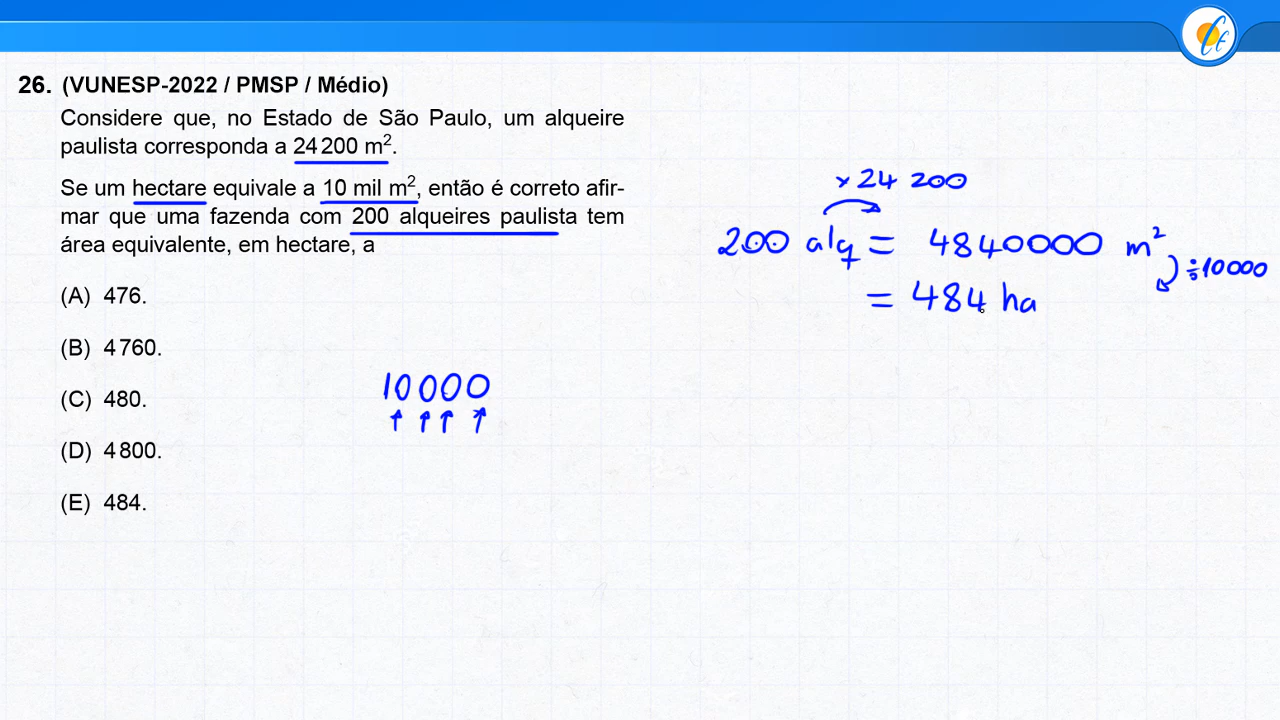 26. (VUNESP-2022 / PMSP / Médio)
Considere que, no Estado de São Paulo, um alqueire
paulista corresponda a 24 200 m².
Se um hectare equivale a 10 mil m², então é correto afir-
mar que uma fazenda com 200 alqueires paulista tem
área equivalente, em hectare, a
(A) 476.
(B) 4 760.
(C) 480.
(D) 4 800.
(E) 484.
10000
× 24 200
200 alq = 4840000 m²
÷10000
= 484 ha